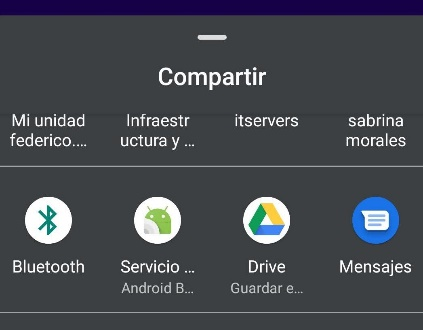 Compartir
Mi unidad Infraestr itservers sabrina
federico.... uctura y ... morales
Bluetooth Servicio ... Drive Mensajes
Android B... Guardar e...